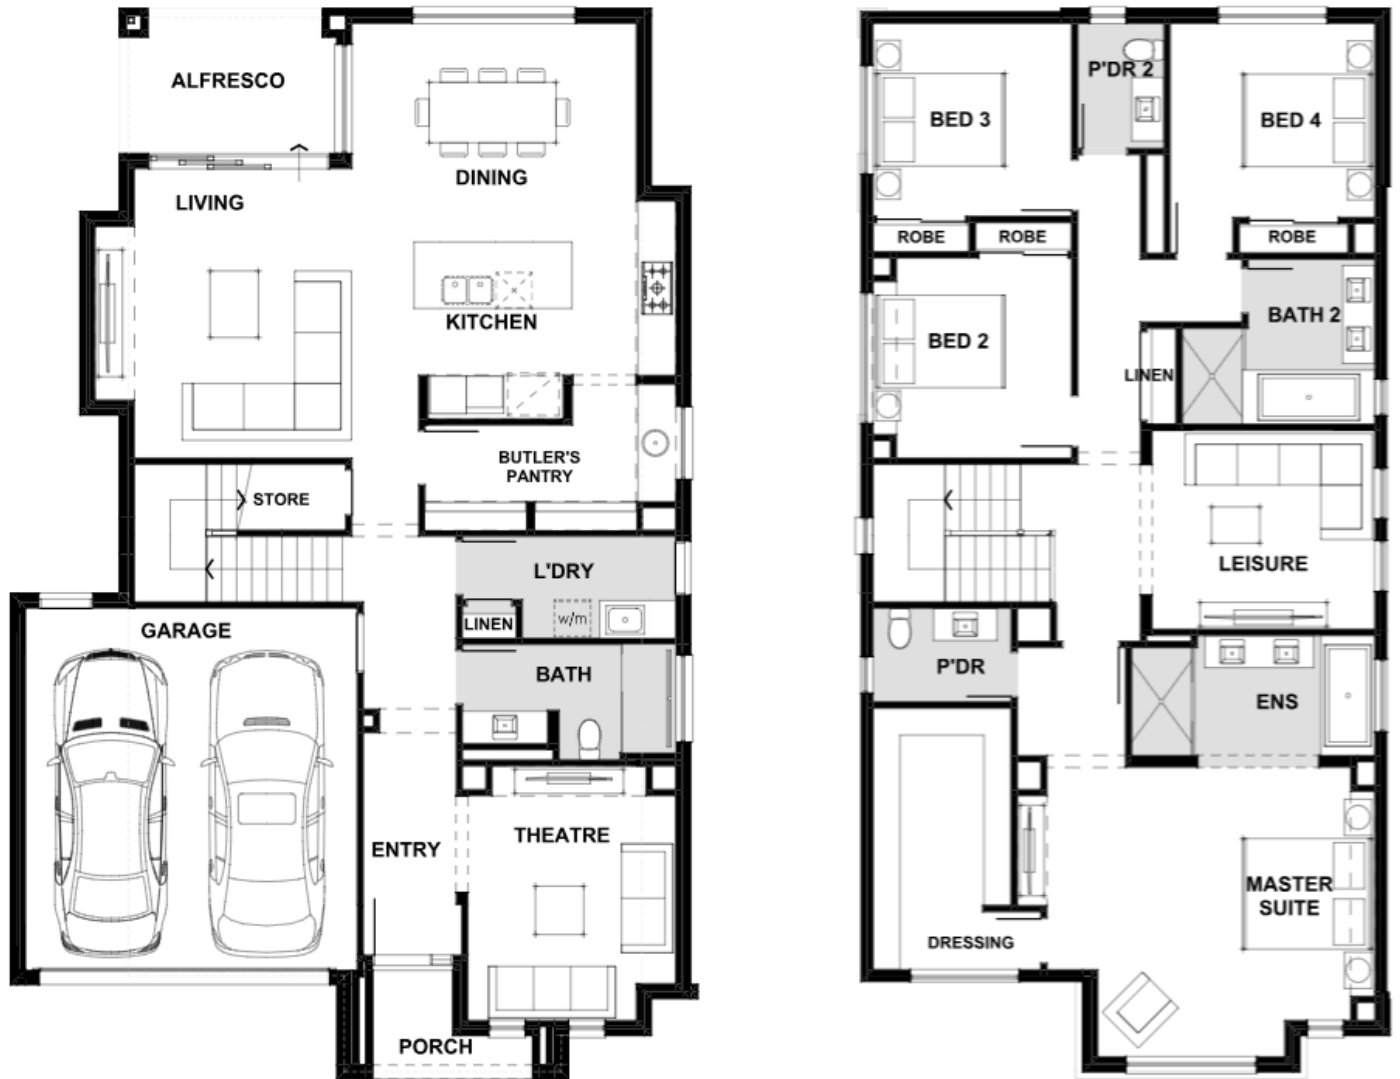 ALFRESCO
LIVING
DINING
KITCHEN
BUTLER'S
PANTRY
STORE
L'DRY
LINEN
w/m
GARAGE
BATH
ENTRY
THEATRE
PORCH
BED 3
P'DR 2
BED 4
ROBE
ROBE
ROBE
BED 2
BATH 2
LINEN
LEISURE
P'DR
ENS
MASTER
SUITE
DRESSING